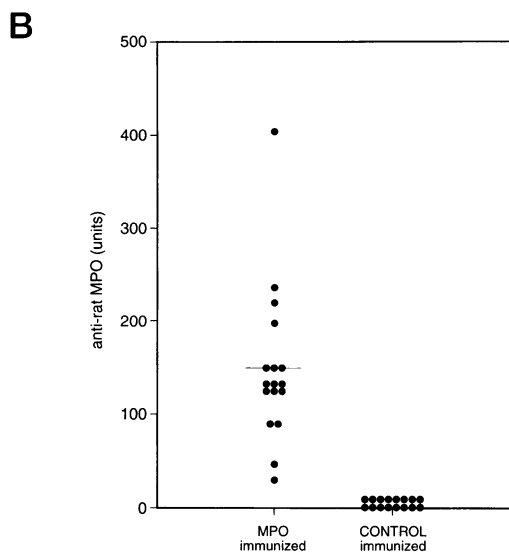 B
500
400
300
200
100
0
anti-rat MPO (units)
MPO
immunized
CONTROL
immunized